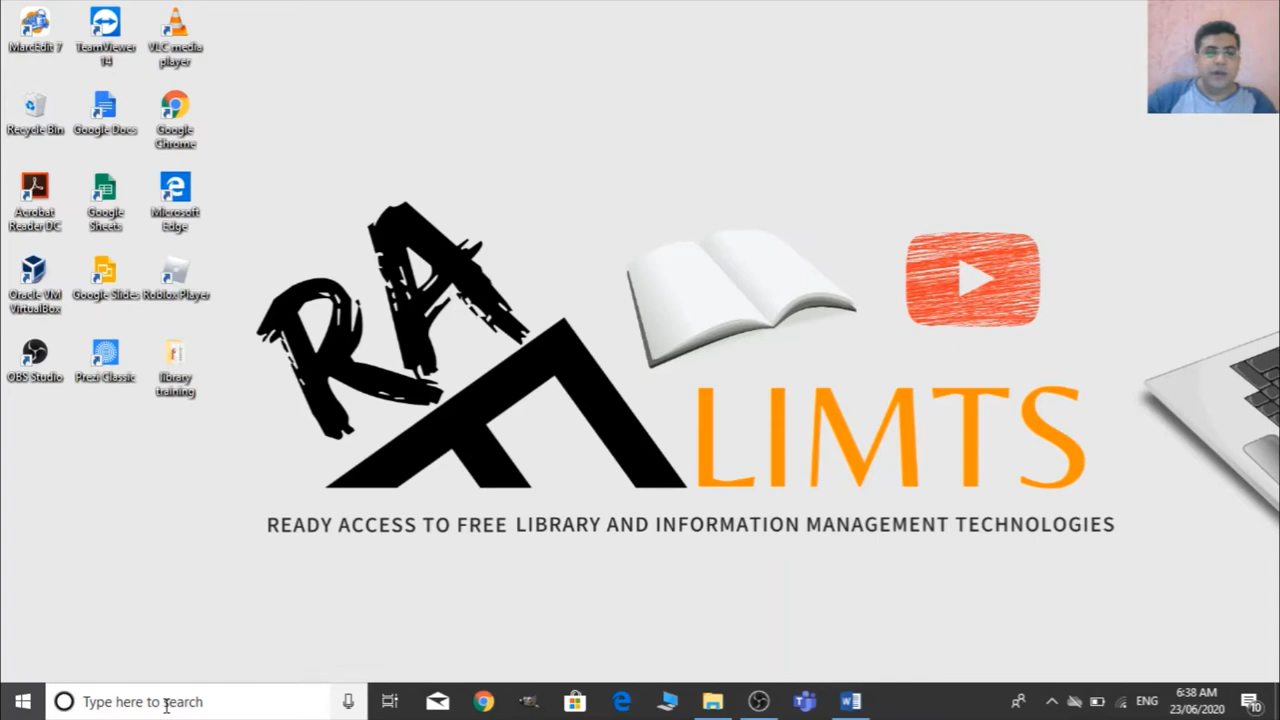 MarcEdit 7
TeamViewer
14
VLC media
player
Recycle Bin
Google Docs
Google
Chrome
Acrobat
Reader DC
Google
Sheets
Microsoft
Edge
Oracle VM
VirtualBox
Google Slides
Roblox Player
OBS Studio
Prezi Classic
library
training
RAF
LIMTS
READY ACCESS TO FREE LIBRARY AND INFORMATION MANAGEMENT TECHNOLOGIES
Type here to search
ENG
6:38 AM
23/06/2020
10